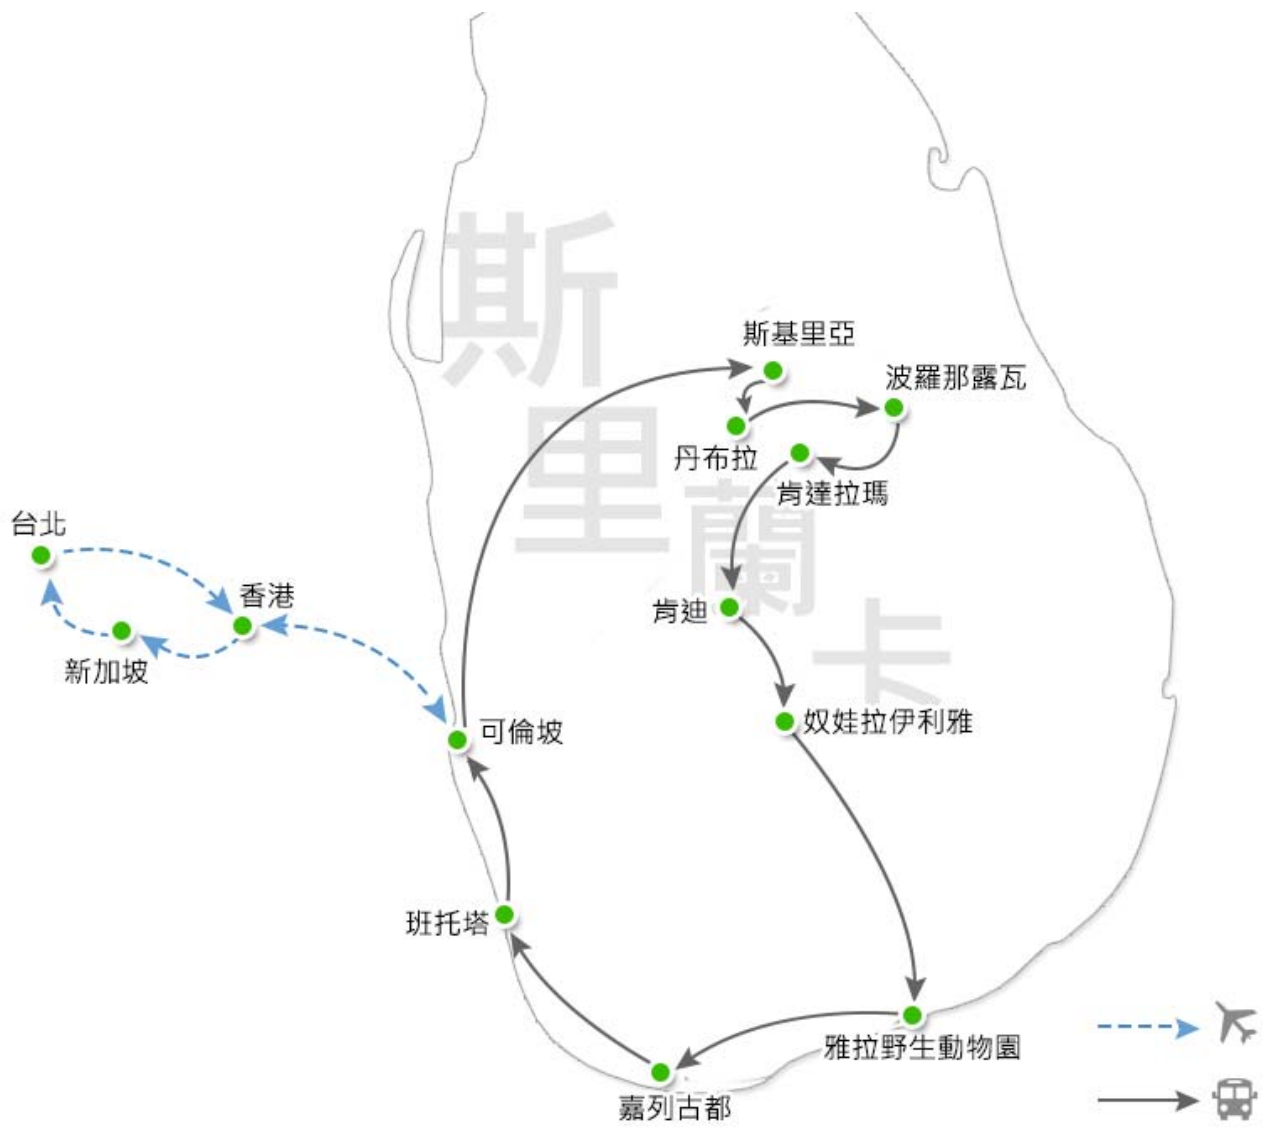 斯里蘭卡
斯基里亞
波羅那露瓦
丹布拉
肯達拉瑪
台北
香港
新加坡
肯迪
可倫坡
奴娃拉伊利雅
班托塔
雅拉野生動物園
嘉列古都